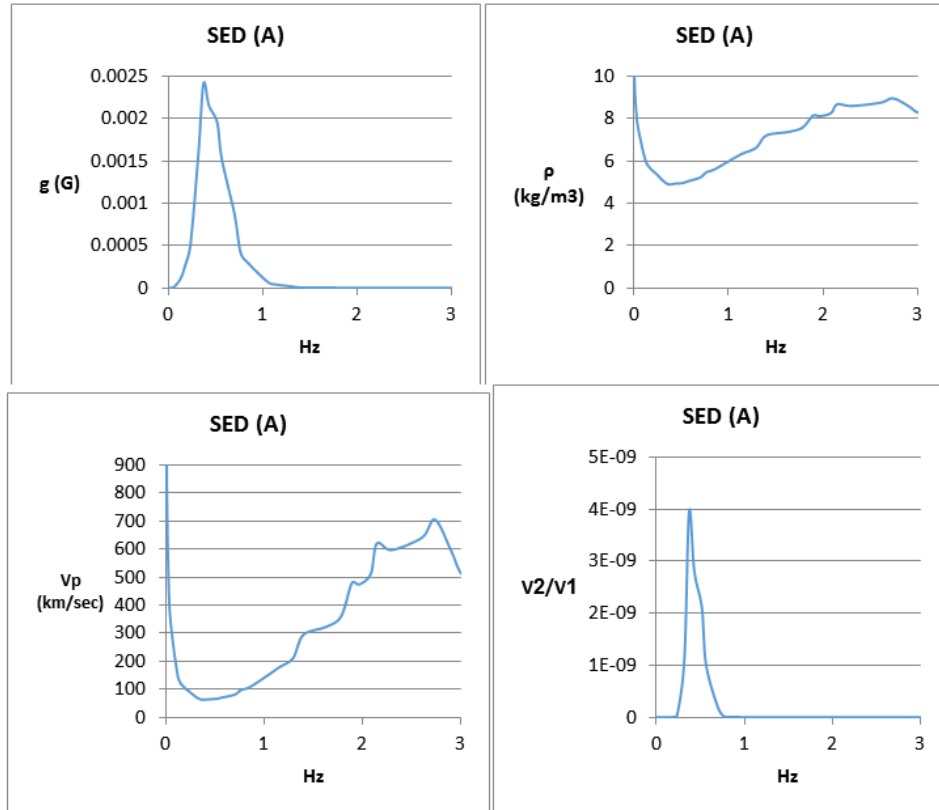 SED (A)
0.0025
0.002
0.0015
g (G)
0.001
0.0005
0
0 1 2 3
Hz
SED (A)
10
8
6
ρ
(kg/m3)
4
2
0
0 1 2 3
Hz
SED (A)
900
800
700
600
Vp
500
(km/sec)
400
300
200
100
0
0 1 2 3
Hz
SED (A)
5E-09
4E-09
3E-09
v2/v1
2E-09
1E-09
0
0 1 2 3
Hz